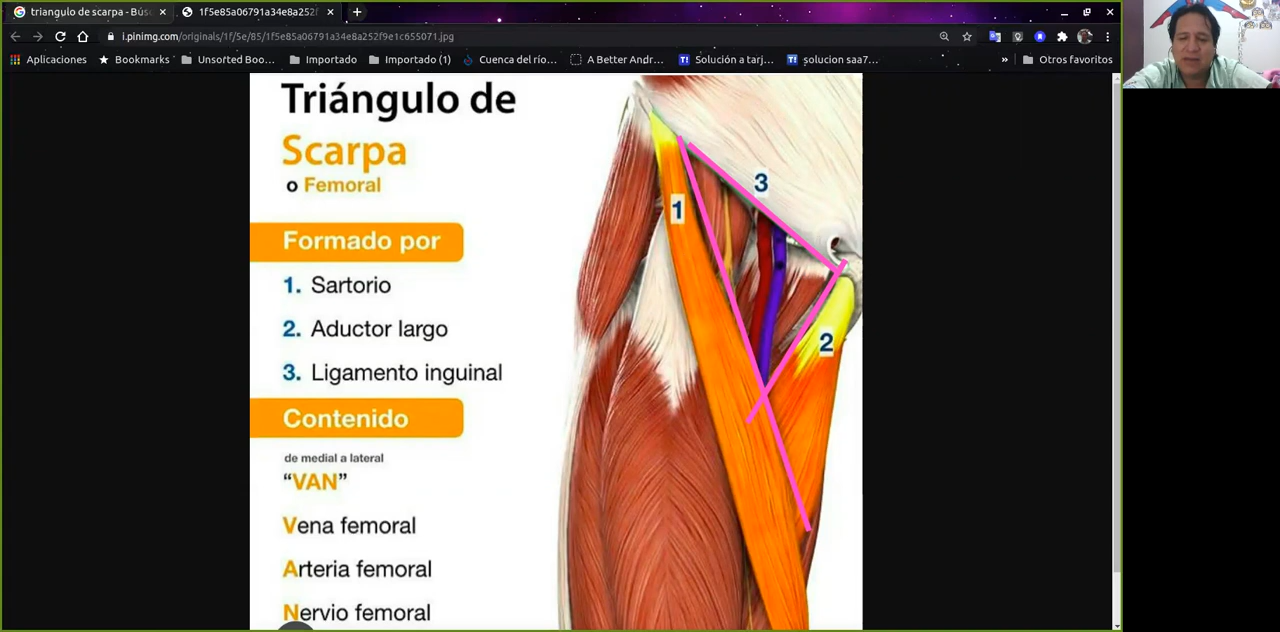 triangulo de scarpa - Bús
1f5e85a06791a34e8a252f
i.pinimg.com/originals/1f/5e/85/1f5e85a06791a34e8a252f9e1c655071.jpg
Aplicaciones
Bookmarks
Unsorted Boo...
Importado
Importado (1)
Cuenca del río...
A Better Andr...
Solución a tarj...
solucion saa7...
»
Otros favoritos
Triángulo de
Scarpa
o Femoral
Formado por
1. Sartorio
2. Aductor largo
3. Ligamento inguinal
Contenido
de medial a lateral
“VAN”
Vena femoral
Arteria femoral
Nervio femoral
3
1
2